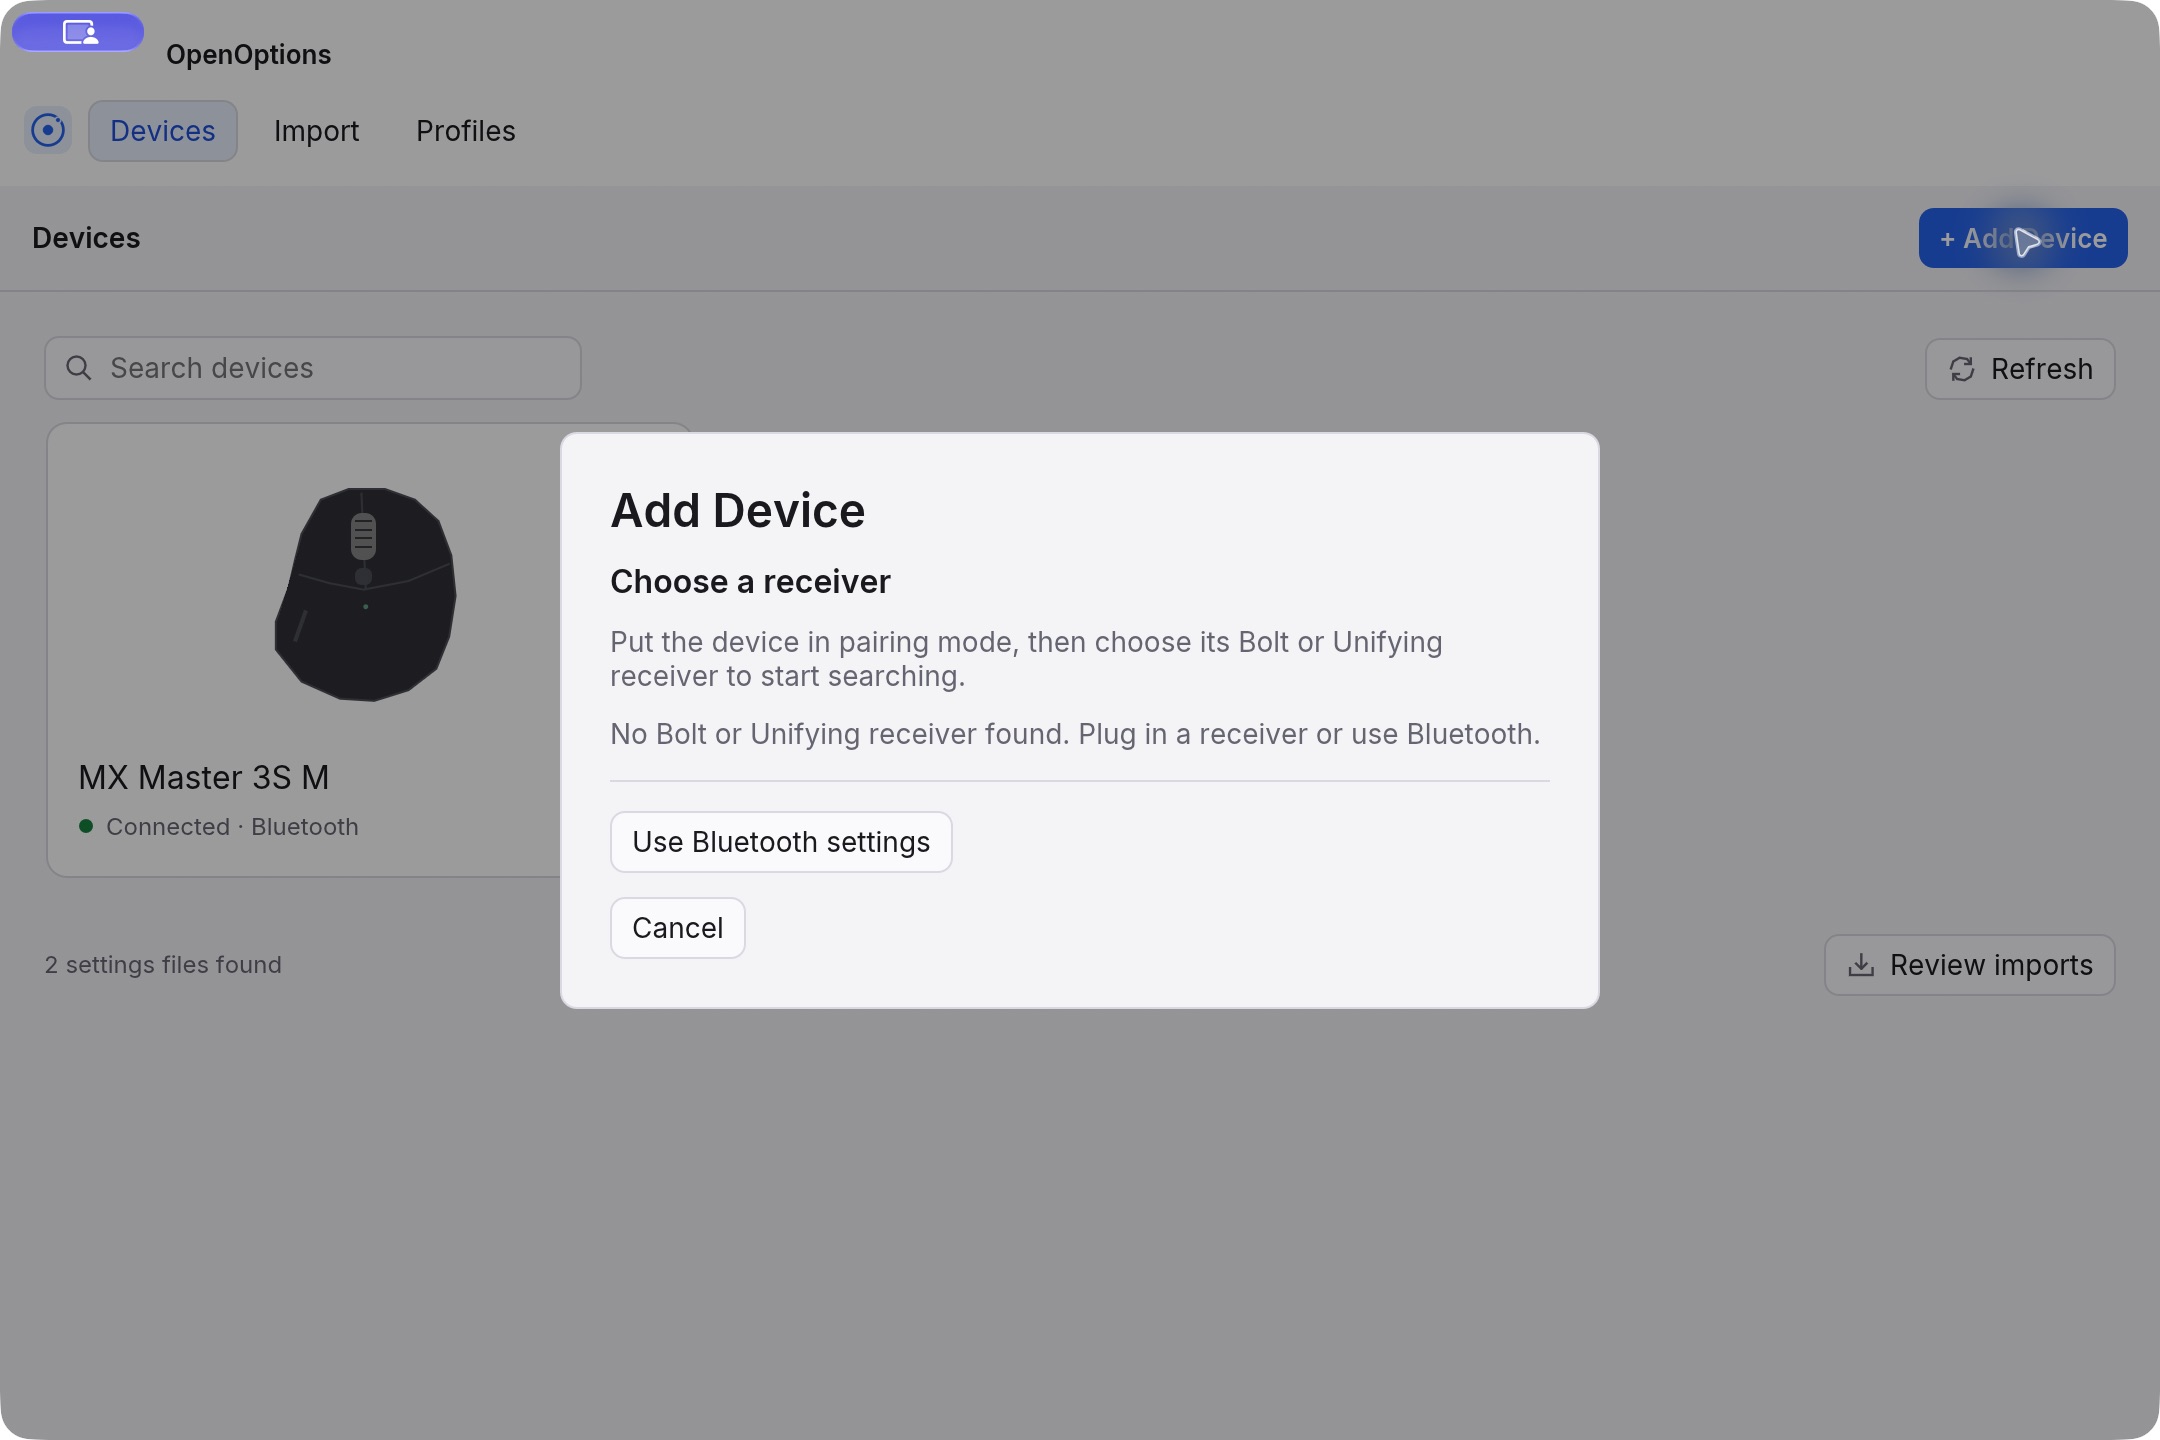 OpenOptions
Devices
Import
Profiles
Devices
+ Add Device
Search devices
Refresh
MX Master 3S M
Connected · Bluetooth
2 settings files found
Review imports
Add Device
Choose a receiver
Put the device in pairing mode, then choose its Bolt or Unifying
receiver to start searching.
No Bolt or Unifying receiver found. Plug in a receiver or use Bluetooth.
Use Bluetooth settings
Cancel